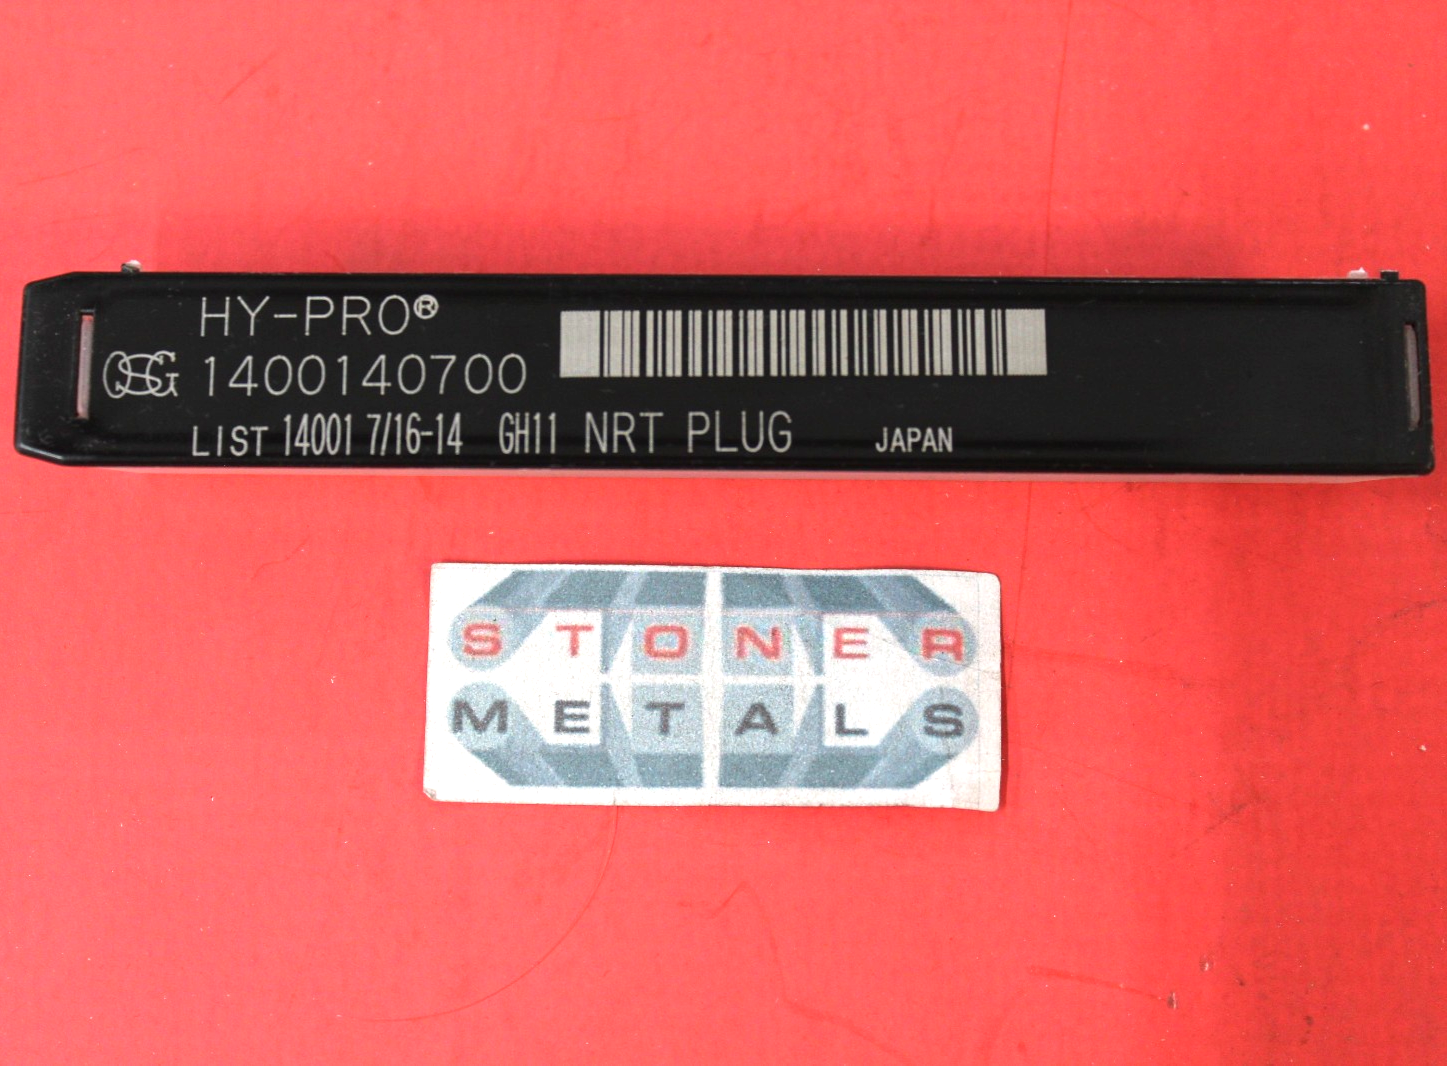 HY-PRO®
OSG 1400140700
LIST 14001 7/16-14 GH11 NRT PLUG JAPAN
STONER
METALS